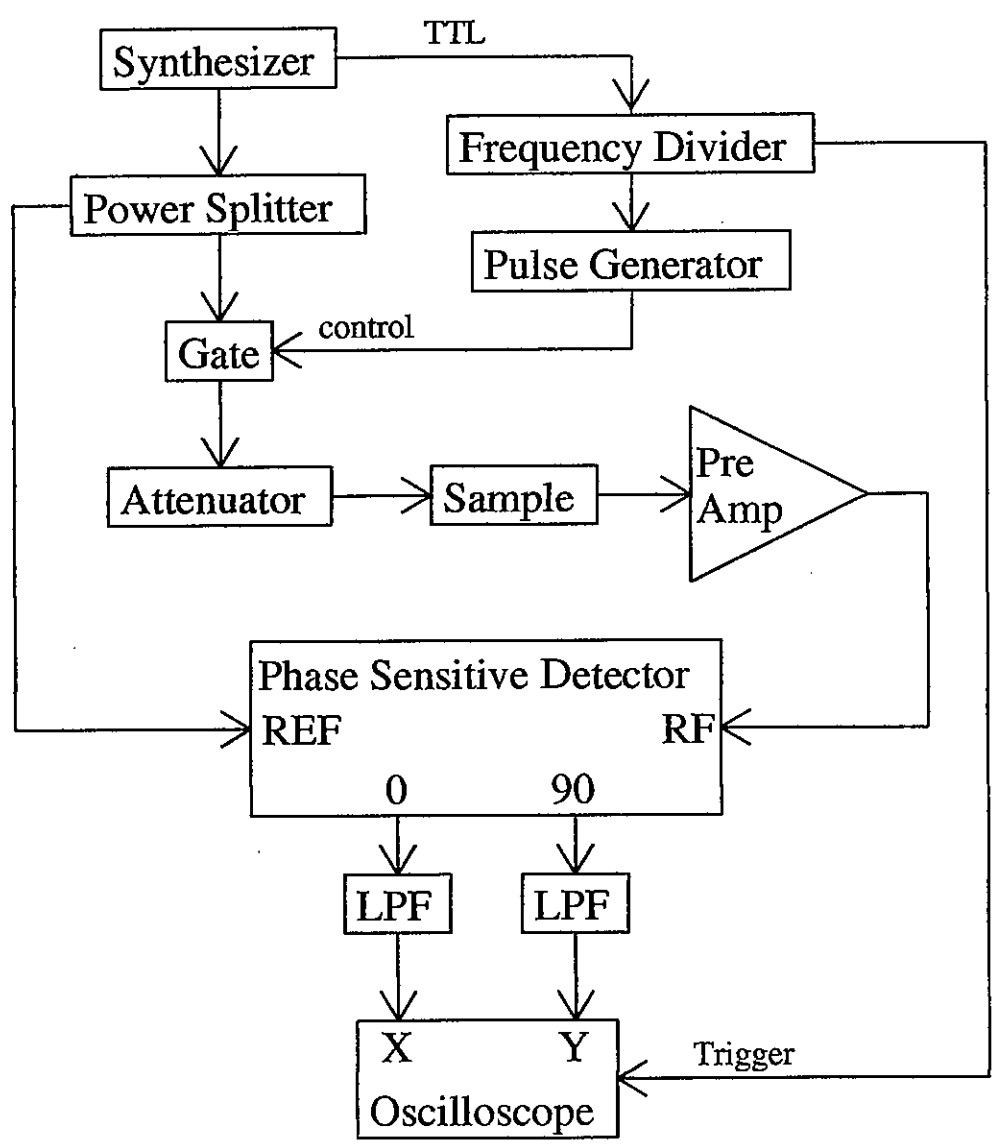 TTL
Synthesizer
Frequency Divider
Power Splitter
Pulse Generator
control
Gate
Pre
Amp
Attenuator
Sample
Phase Sensitive Detector
REF
RF
0
90
LPF
LPF
X
Y
Trigger
Oscilloscope